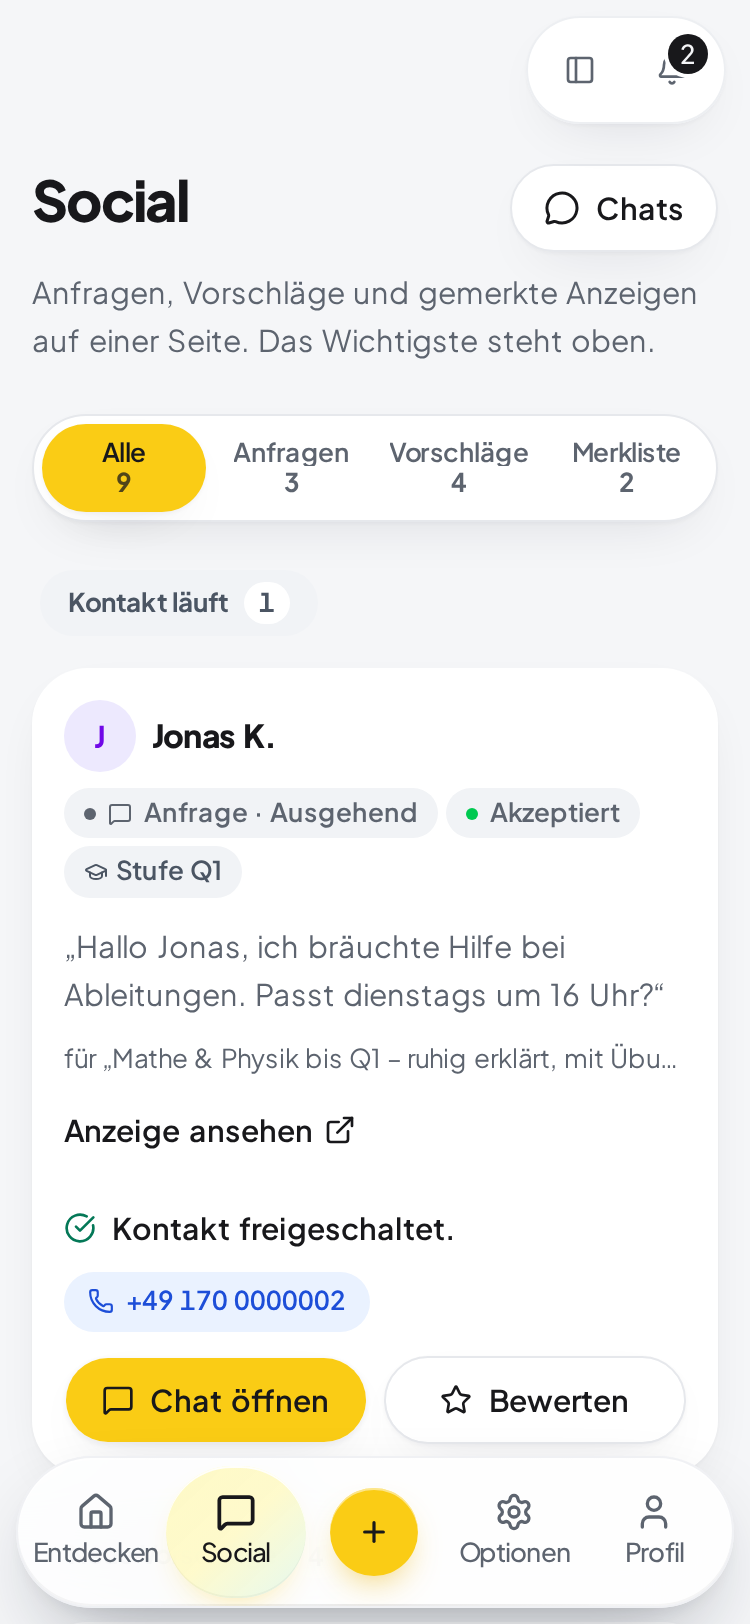 2
Social
Chats
Anfragen, Vorschläge und gemerkte Anzeigen
auf einer Seite. Das Wichtigste steht oben.
Alle
9
Anfragen
3
Vorschläge
4
Merkliste
2
Kontakt läuft 1
J Jonas K.
Anfrage · Ausgehend
Akzeptiert
Stufe Q1
„Hallo Jonas, ich bräuchte Hilfe bei
Ableitungen. Passt dienstags um 16 Uhr?“
für „Mathe & Physik bis Q1 – ruhig erklärt, mit Übu...
Anzeige ansehen
Kontakt freigeschaltet.
+49 170 0000002
Chat öffnen
Bewerten
Entdecken
Social
Optionen
Profil